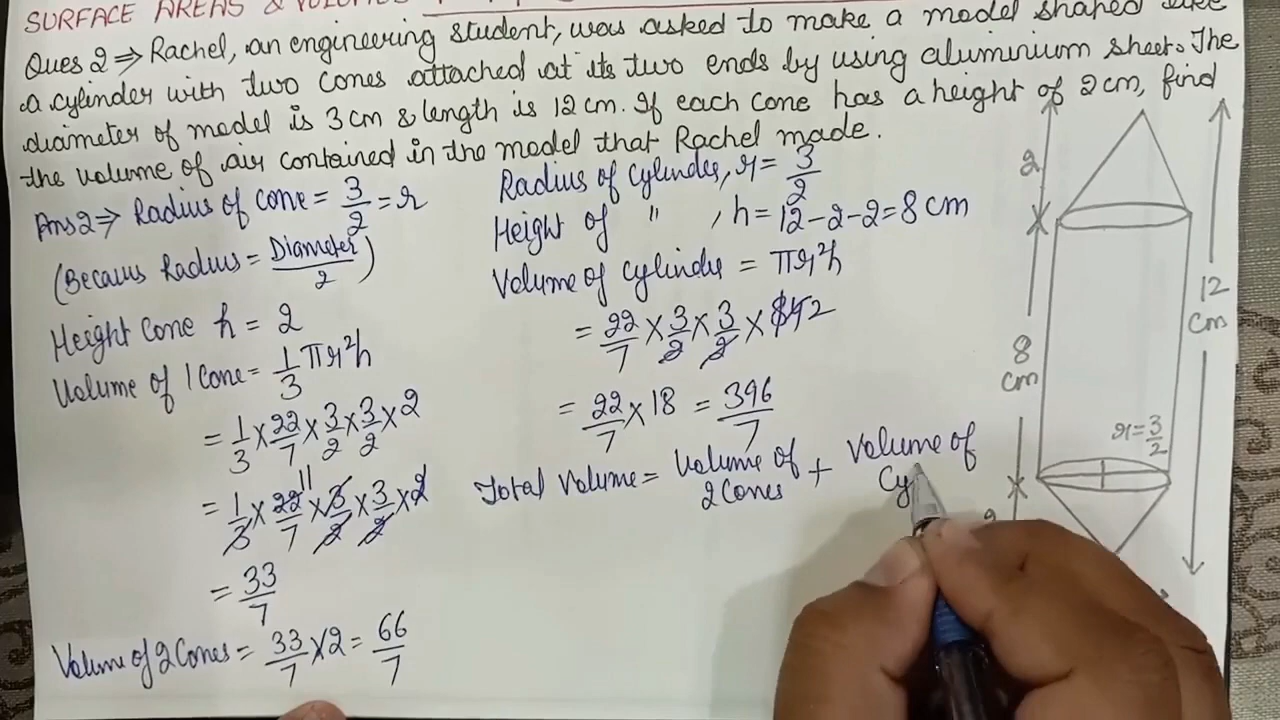 SURFACE AREAS & VOLUMES
Ques 2 ⇒ Rachel, an engineering student, was asked to make a model shaped like
a cylinder with two cones attached at its two ends by using aluminium sheet. The
diameter of model is 3 cm & length is 12 cm. If each cone has a height of 2 cm, find
the volume of air contained in the model that Rachel made.
Ans 2 ⇒ Radius of cone = 3/2 = r
(Becaus Radius = Diameter/2)
Height Cone h = 2
Volume of 1 Cone = 1/3 πr²h
= 1/3 × 22/7 × 3/2 × 3/2 × 2
= 1/3 × 22/7 × 3/2 × 3/2 × 2
11
= 33/7
Volume of 2 Cones = 33/7 × 2 = 66/7
Radius of Cylinder, r = 3/2
Height of " , h = 12-2-2 = 8 cm
Volume of Cylinder = πr²h
= 22/7 × 3/2 × 3/2 × 8 4 2
= 22/7 × 18 = 396/7
Total Volume = Volume of 2 Cones + Volume of Cy
2
8 cm
12 cm
r = 3/2